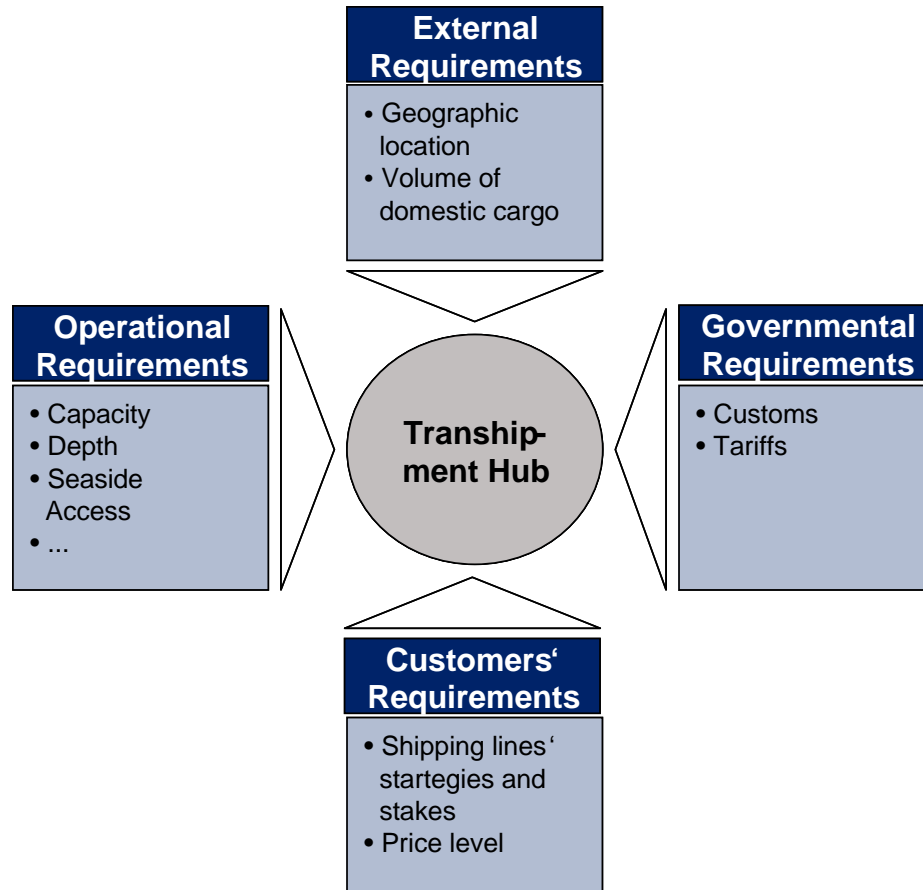 External
Requirements
• Geographic
location
• Volume of
domestic cargo
Operational
Requirements
• Capacity
• Depth
• Seaside
Access
• ...
Tranship-
ment Hub
Governmental
Requirements
• Customs
• Tariffs
Customers‘
Requirements
• Shipping lines‘
startegies and
stakes
• Price level